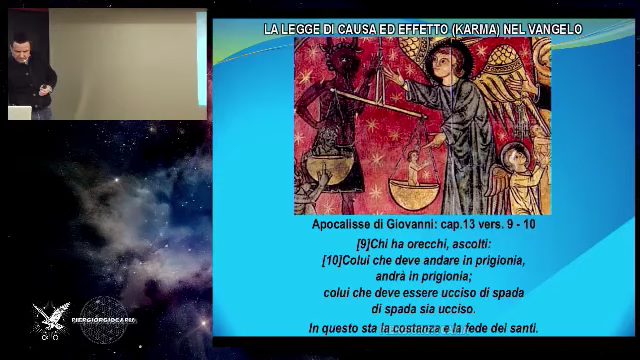 LA LEGGE DI CAUSA ED EFFETTO (KARMA) NEL VANGELO
Apocalisse di Giovanni: cap.13 vers. 9 - 10
[9]Chi ha orecchi, ascolti:
[10]Colui che deve andare in prigionia,
andrà in prigionia;
colui che deve essere ucciso di spada
di spada sia ucciso.
In questo sta la costanza e la fede dei santi.
PIERGIORGIOCARIA